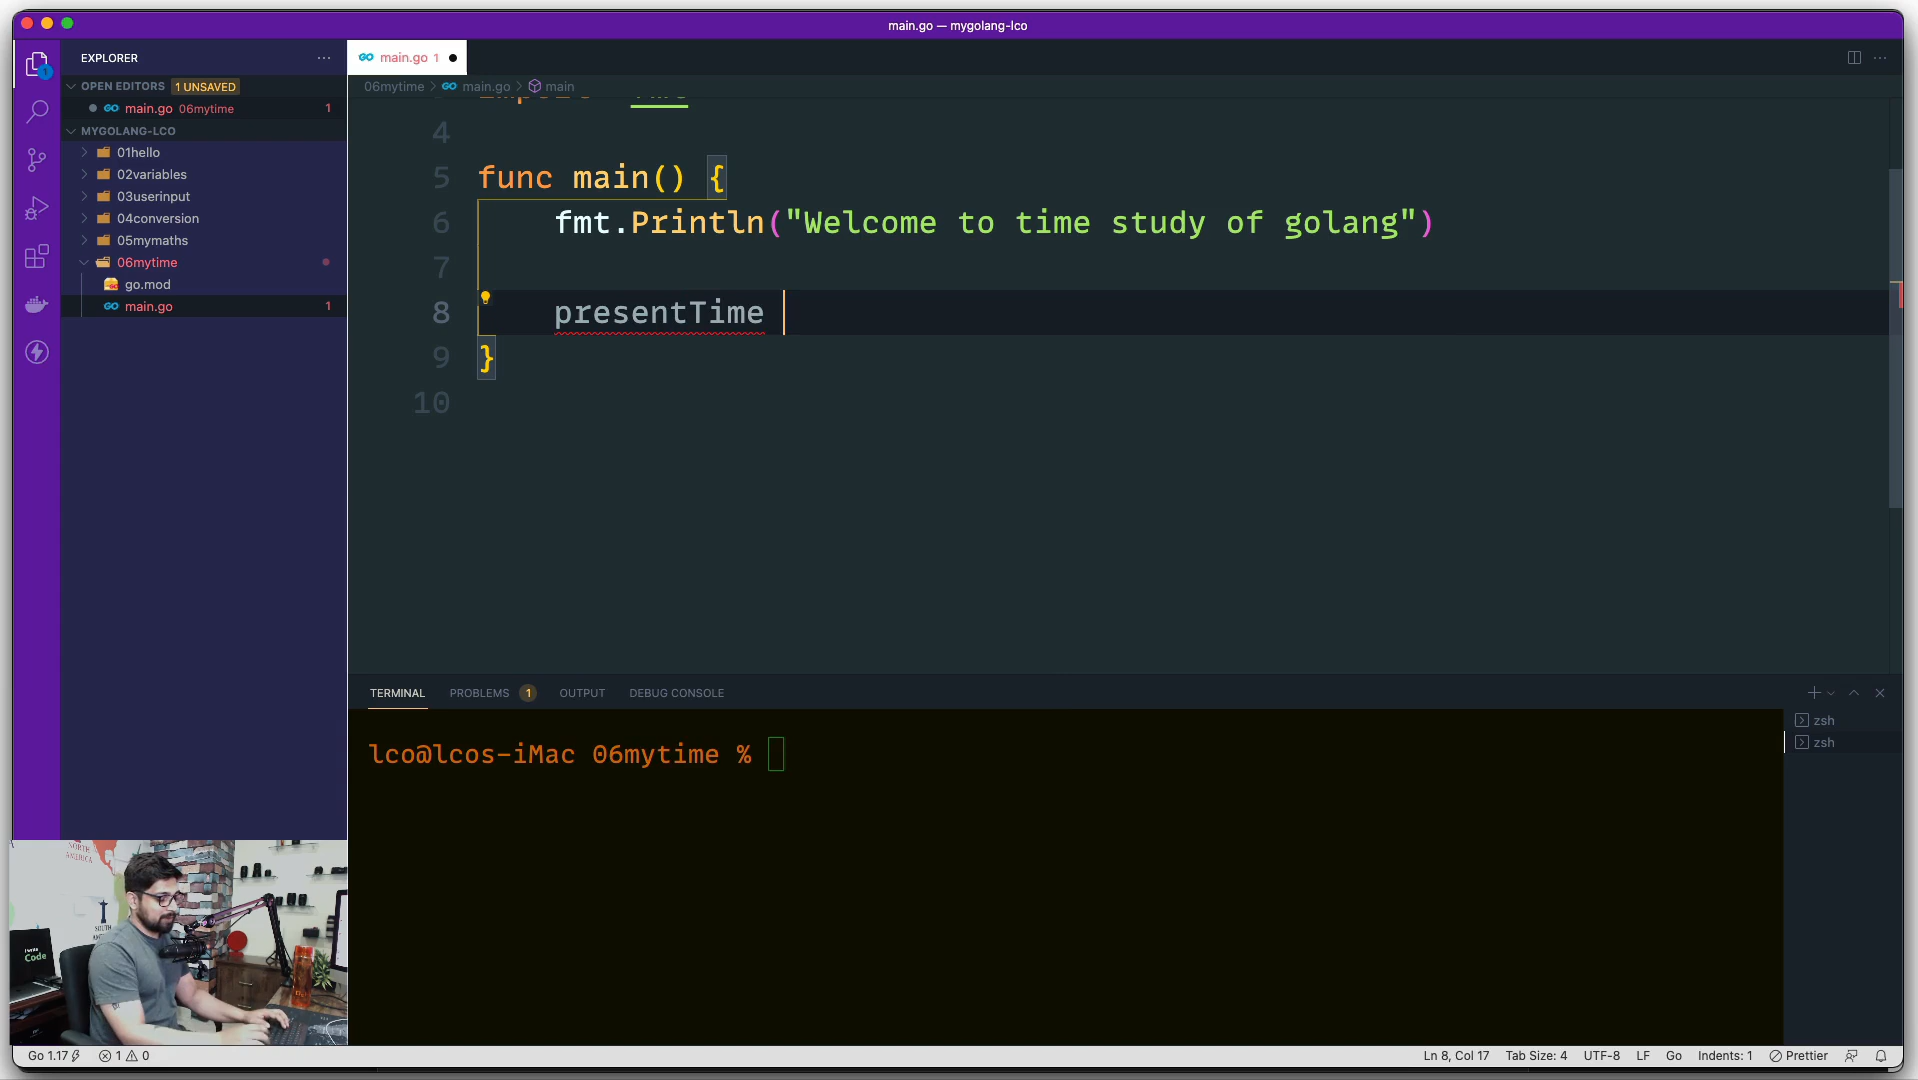 main.go — mygolang-lco
EXPLORER
main.go 1
OPEN EDITORS 1 UNSAVED
06mytime > main.go > main
main.go 06mytime 1
MYGOLANG-LCO
01hello
02variables
03userinput
04conversion
05mymaths
06mytime
go.mod
main.go 1
4
5 func main() {
6 fmt.Println("Welcome to time study of golang")
7
8 presentTime
9 }
10
TERMINAL PROBLEMS 1 OUTPUT DEBUG CONSOLE
lco@lcos-iMac 06mytime %
zsh
zsh
NORTH
AMERICA
SOUTH
Code
Go 1.17 1 0
Ln 8, Col 17 Tab Size: 4 UTF-8 LF Go Indents: 1 Prettier